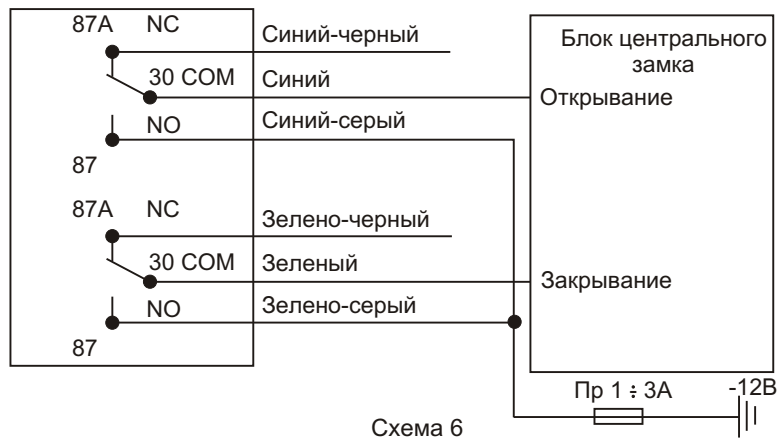 87A NC
Синий-черный
30 COM
Синий
NO
Синий-серый
87
87A NC
Зелено-черный
30 COM
Зеленый
NO
Зелено-серый
87
Блок центрального
замка
Открывание
Закрывание
Пр 1 ÷ 3А
-12В
Схема 6